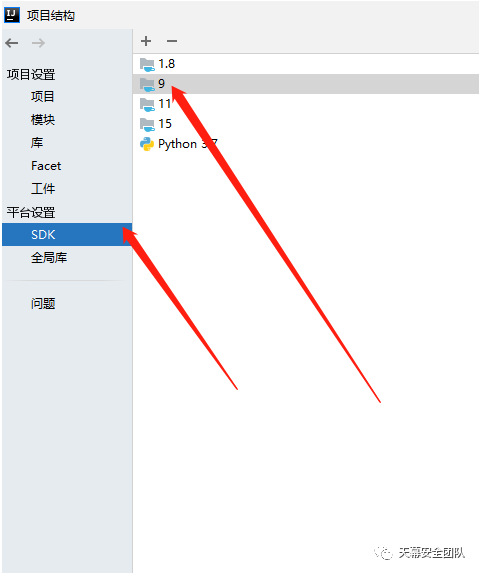 IJ 项目结构
项目设置
项目
模块
库
Facet
工件
平台设置
SDK
全局库
问题
1.8
9
11
15
Python 3.7
天幕安全团队